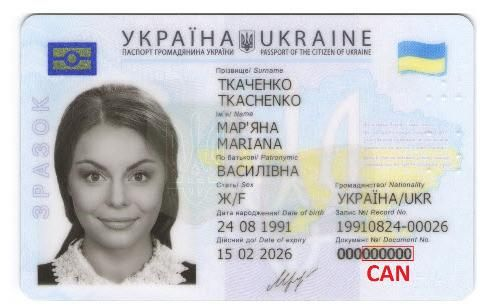 УКРАЇНА UKRAINE
ПАСПОРТ ГРОМАДЯНИНА УКРАЇНИ PASSPORT OF THE CITIZEN OF UKRAINE
ЗРАЗОК
Прізвище/ Surname
ТКАЧЕНКО
TKACHENKO
Ім'я/ Name
МАР'ЯНА
MARIANA
По батькові/ Patronymic
ВАСИЛІВНА
Стать/ Sex Громадянство/ Nationality
Ж/F УКРАЇНА/UKR
Дата народження/ Date of birth Запис №/ Record No.
24 08 1991 19910824-00026
Дійсний до/ Date of expiry Документ №/ Document No.
15 02 2026 000000000
CAN